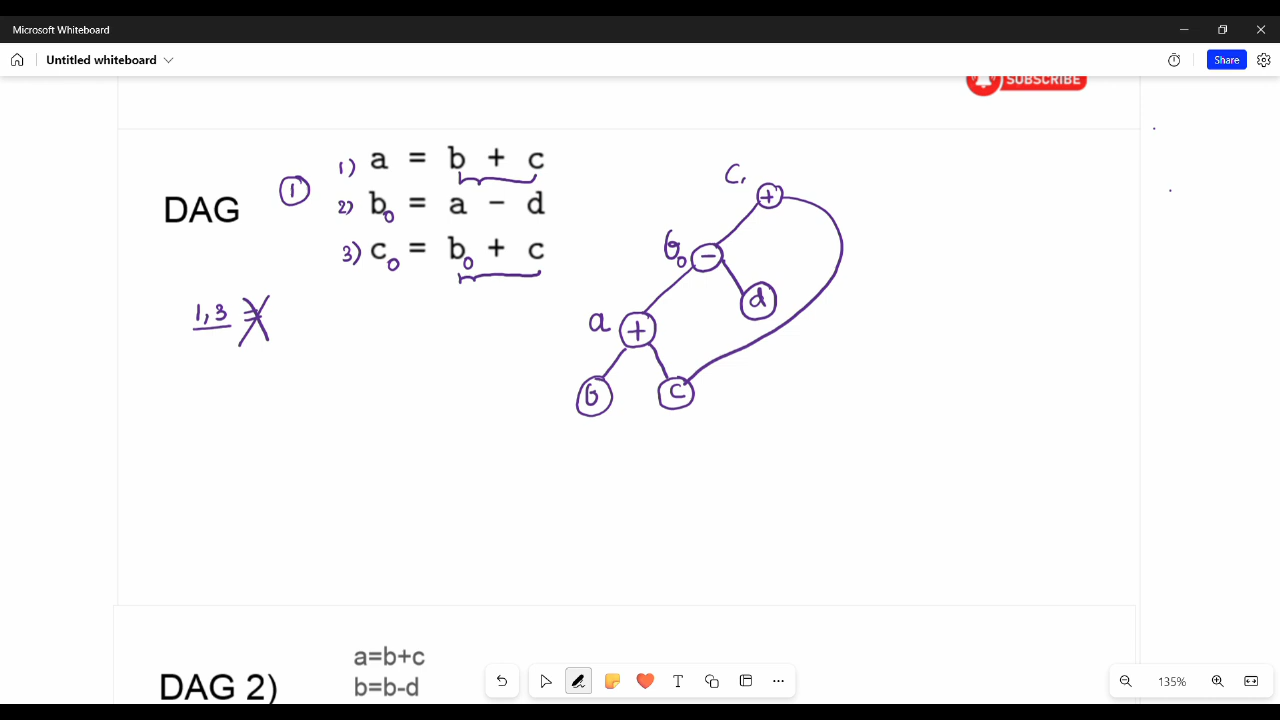 Microsoft Whiteboard
Untitled whiteboard
Share
SUBSCRIBE
DAG
1
1) a = b + c
2) b0 = a - d
3) c0 = b0 + c
1,3 =
C
+
b0
-
d
a
+
b
c
DAG 2)
a=b+c
b=b-d
T
135%